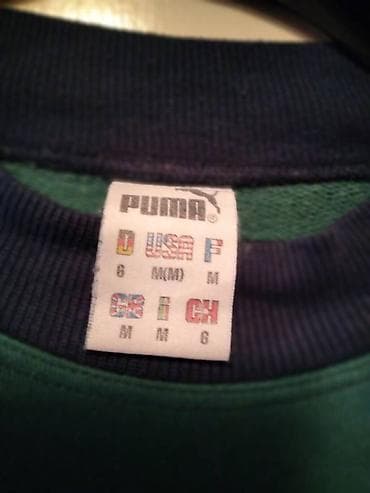 PUMA®
D USA F
6 M(M) M
GB I CH
M M 6